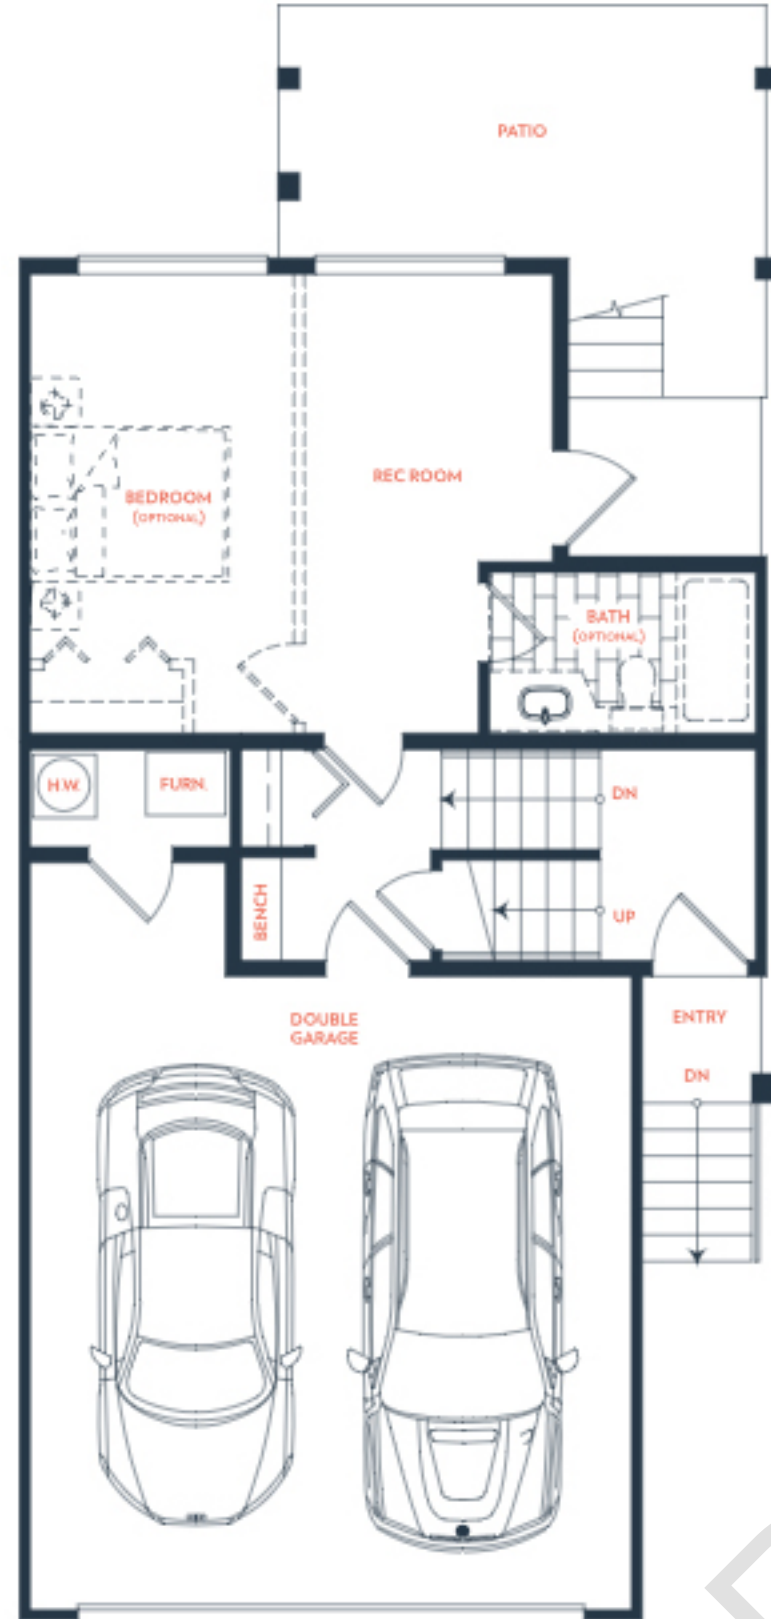 PATIO
REC ROOM
BEDROOM
(OPTIONAL)
BATH
(OPTIONAL)
H.W.
FURN.
DN
BENCH
UP
ENTRY
DN
DOUBLE
GARAGE